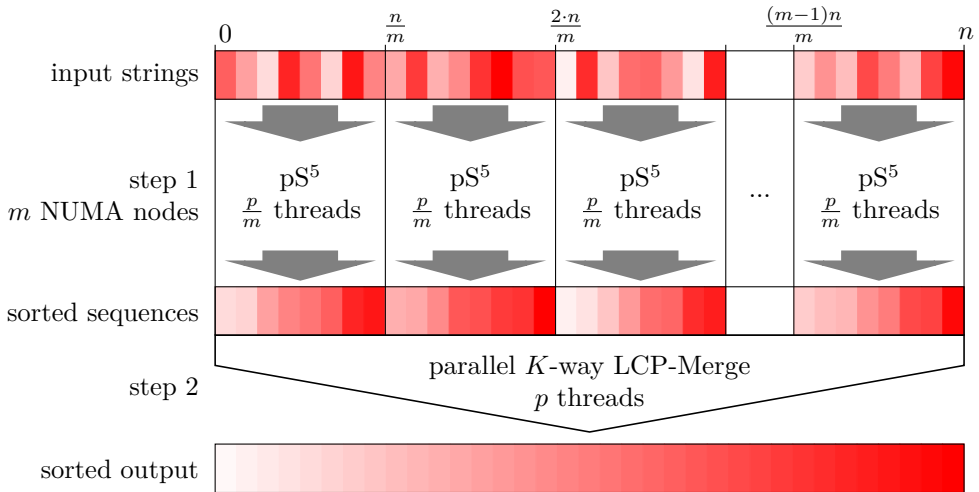 0 n/m 2·n/m (m−1)n/m n
input strings
step 1
m NUMA nodes
pS⁵ pS⁵ pS⁵ ... pS⁵
p/m threads p/m threads p/m threads p/m threads
sorted sequences
step 2
parallel K-way LCP-Merge
p threads
sorted output